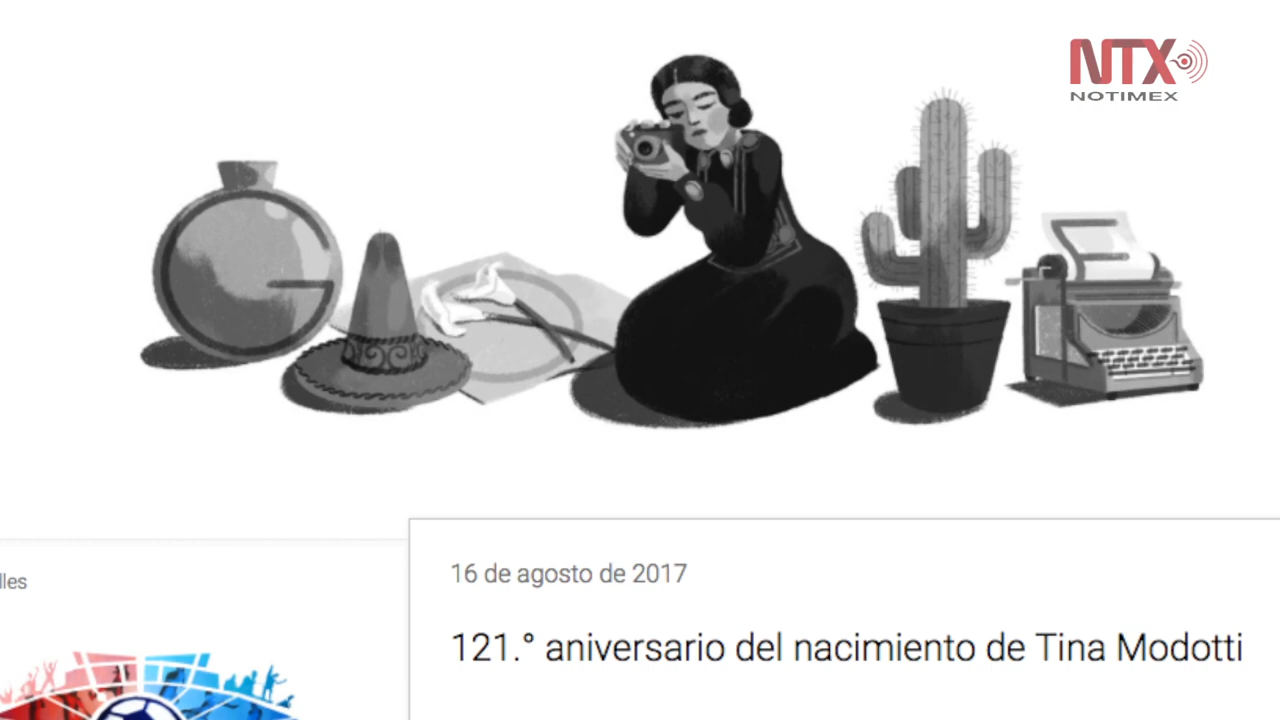 NTX
NOTIMEX
lles
16 de agosto de 2017
121.° aniversario del nacimiento de Tina Modotti